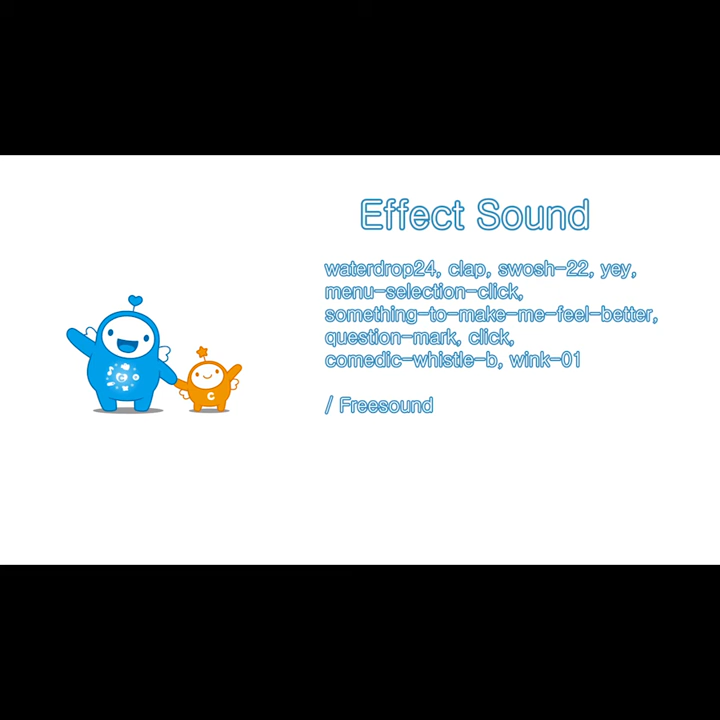 Effect Sound
waterdrop24, clap, swosh-22, yey,
menu-selection-click,
something-to-make-me-feel-better,
question-mark, click,
comedic-whistle-b, wink-01
/ Freesound
C
C